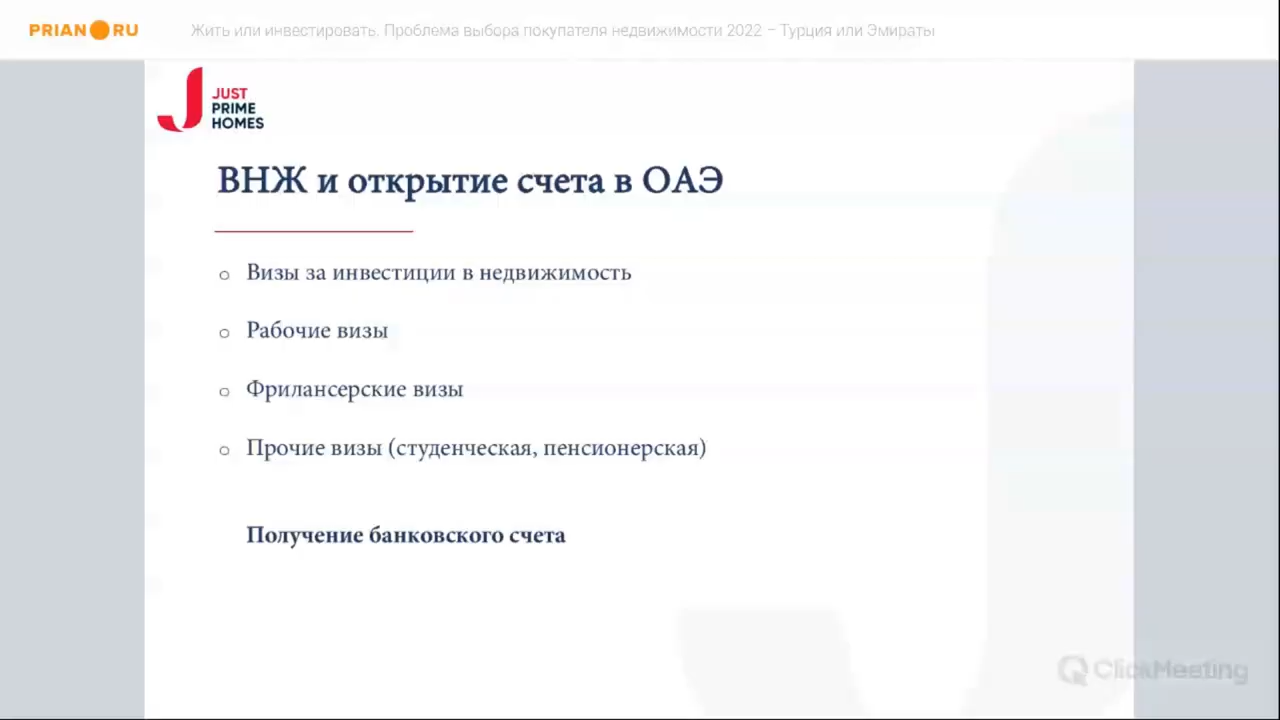 PRIAN RU
Жить или инвестировать. Проблема выбора покупателя недвижимости 2022 – Турция или Эмираты
JUST
PRIME
HOMES
ВНЖ и открытие счета в ОАЭ
Визы за инвестиции в недвижимость
Рабочие визы
Фрилансерские визы
Прочие визы (студенческая, пенсионерская)
Получение банковского счета
ClickMeeting